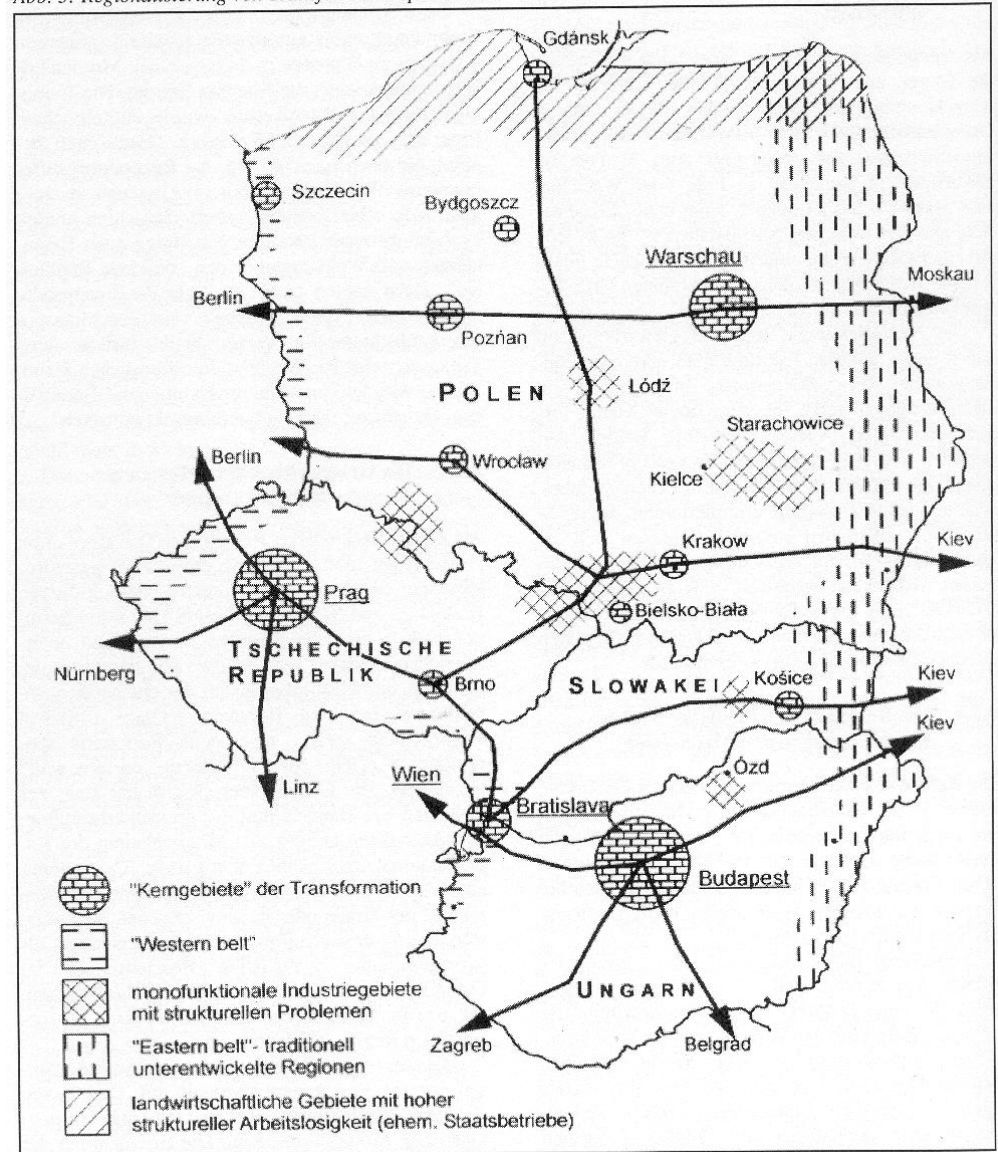 Gdánsk
Szczecin
Bydgoszcz
Warschau
Berlin
Moskau
Poznan
POLEN
Łódź
Starachowice
Berlin
Wrocław
Kielce
Krakow
Kiev
Prag
Bielsko-Biała
TSCHECHISCHE
REPUBLIK
Nürnberg
Brno
SLOWAKEI
Košice
Kiev
Kiev
Linz
Wien
Ózd
Bratislava
Budapest
"Kerngebiete" der Transformation
"Western belt"
UNGARN
monofunktionale Industriegebiete
mit strukturellen Problemen
Zagreb
Belgrad
"Eastern belt"- traditionell
unterentwickelte Regionen
landwirtschaftliche Gebiete mit hoher
struktureller Arbeitslosigkeit (ehem. Staatsbetriebe)